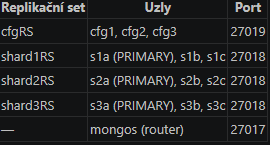 Replikační set Uzly Port
cfgRS cfg1, cfg2, cfg3 27019
shard1RS s1a (PRIMARY), s1b, s1c 27018
shard2RS s2a (PRIMARY), s2b, s2c 27018
shard3RS s3a (PRIMARY), s3b, s3c 27018
— mongos (router) 27017